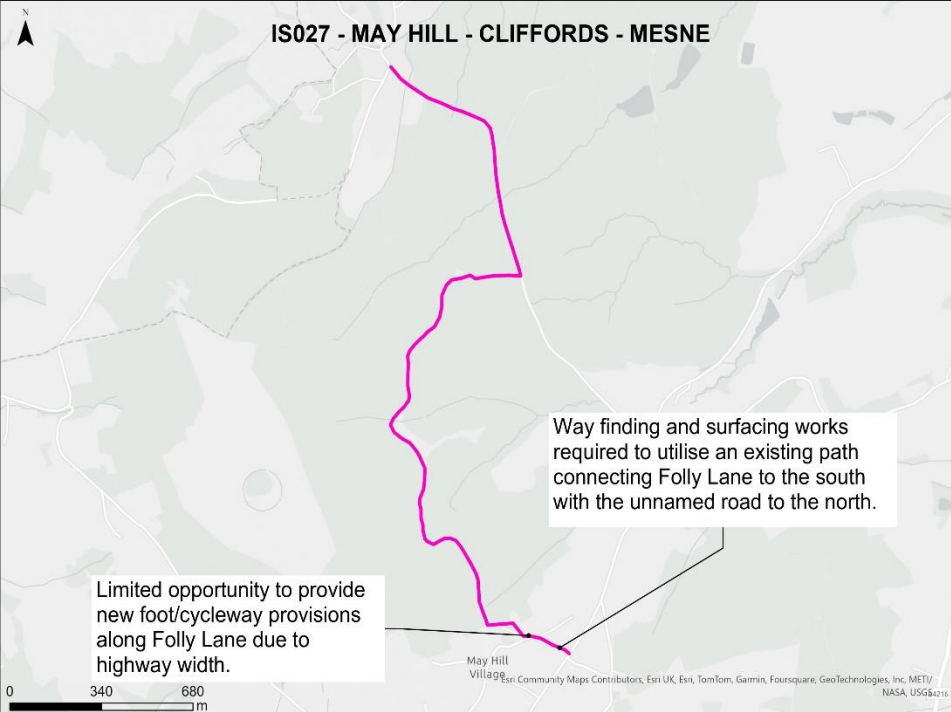 N
IS027 - MAY HILL - CLIFFORDS - MESNE
Way finding and surfacing works
required to utilise an existing path
connecting Folly Lane to the south
with the unnamed road to the north.
Limited opportunity to provide
new foot/cycleway provisions
along Folly Lane due to
highway width.
May Hill
Village
Esri Community Maps Contributors, Esri UK, Esri, TomTom, Garmin, Foursquare, GeoTechnologies, Inc, METI/
NASA, USGS
0 340 680
m